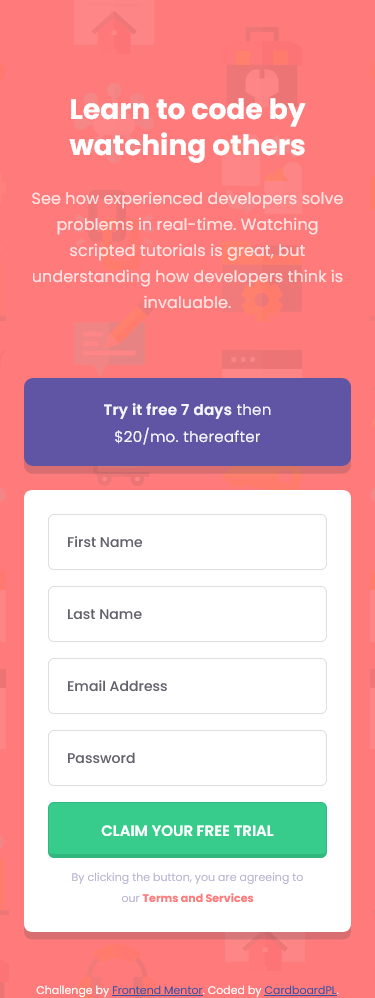 Learn to code by
watching others
See how experienced developers solve
problems in real-time. Watching
scripted tutorials is great, but
understanding how developers think is
invaluable.
Try it free 7 days then
$20/mo. thereafter
First Name
Last Name
Email Address
Password
CLAIM YOUR FREE TRIAL
By clicking the button, you are agreeing to
our Terms and Services
Challenge by Frontend Mentor. Coded by CardboardPL.